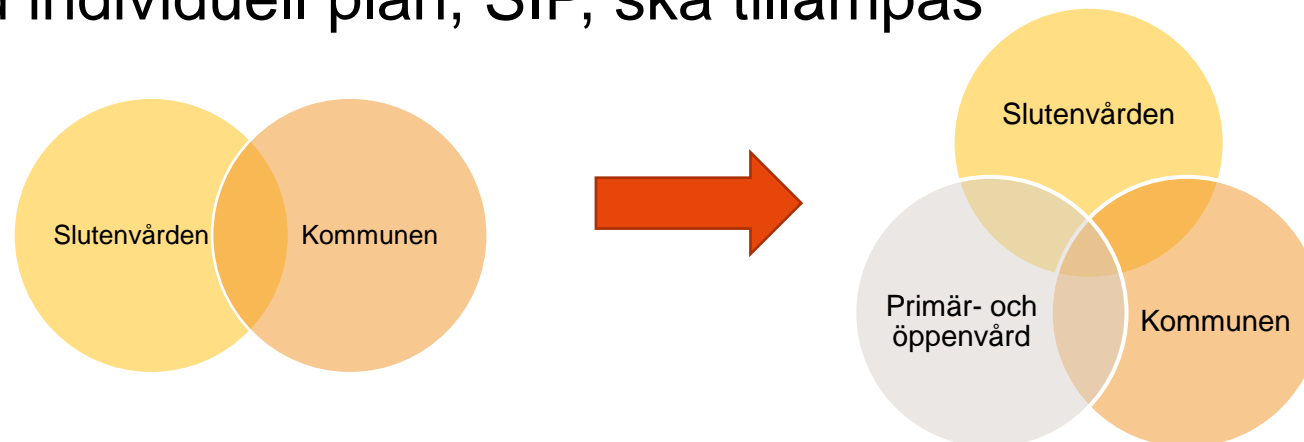 individuell plan, SIP, ska tillämpas
Slutenvården
Kommunen
Slutenvården
Primär- och
öppenvård
Kommunen